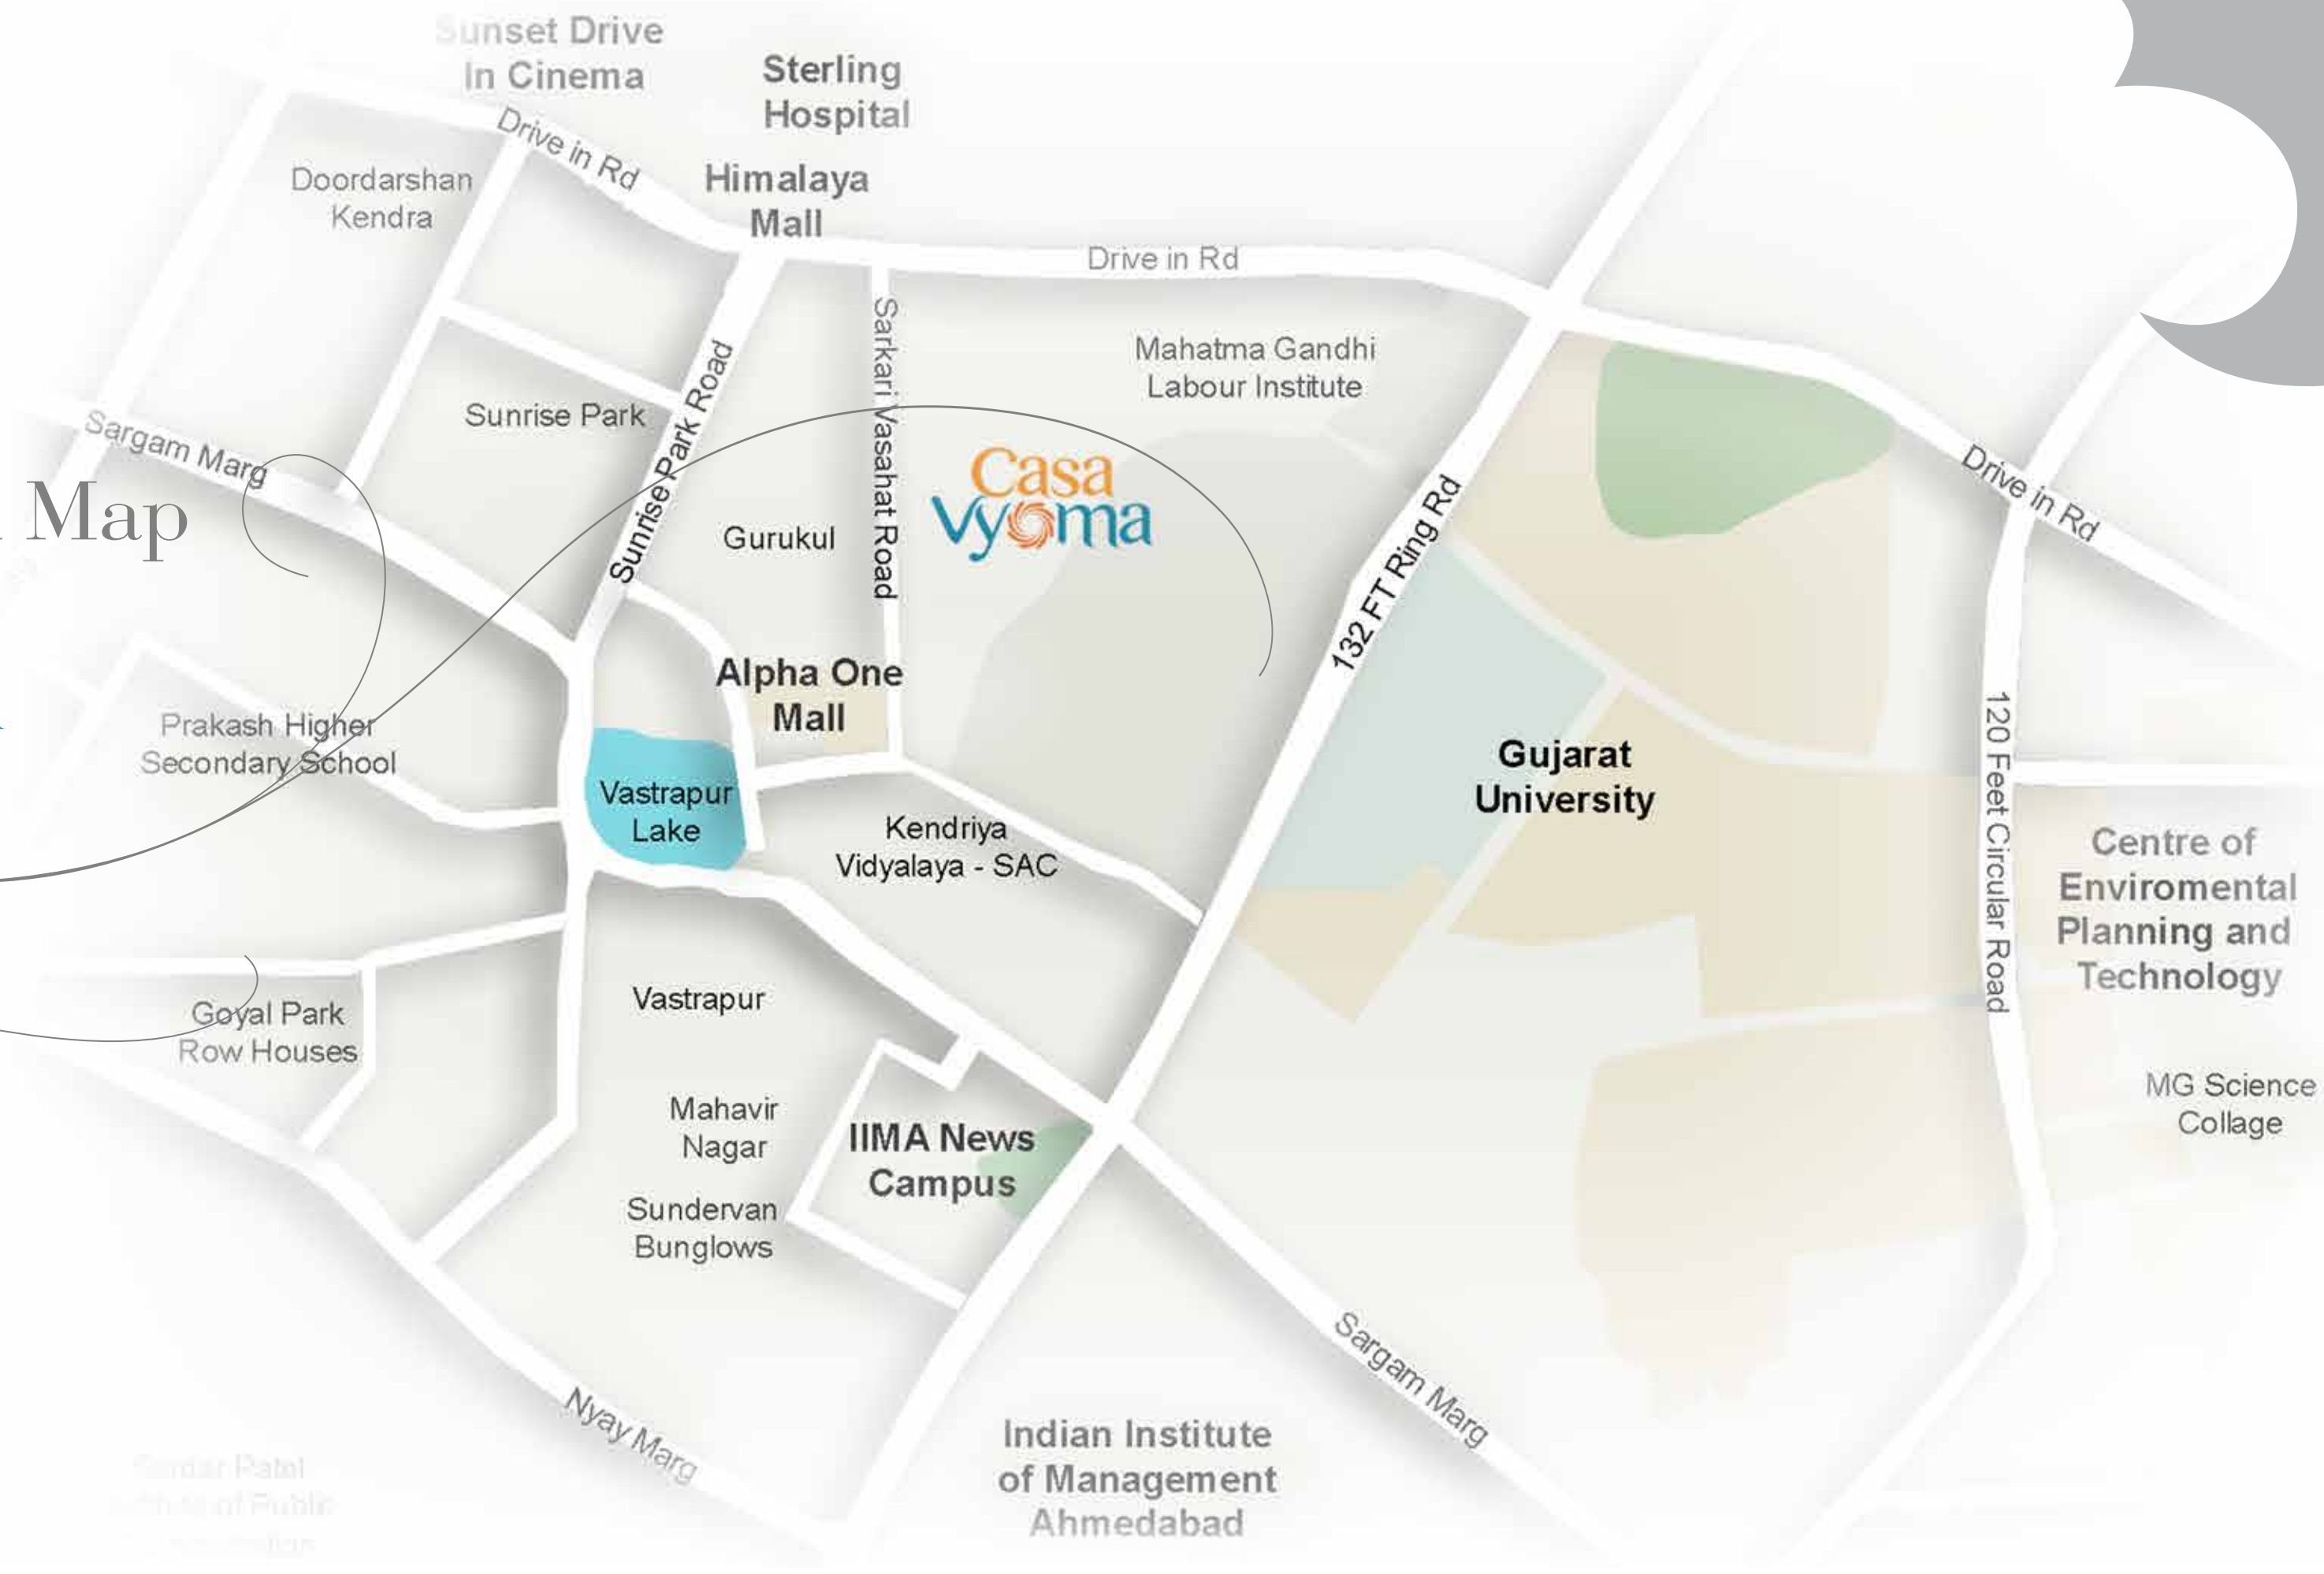 Sunset Drive
In Cinema
Sterling
Hospital
Drive in Rd
Doordarshan
Kendra
Himalaya
Mall
Drive in Rd
Sarkari Vasahat Road
Mahatma Gandhi
Labour Institute
Sunrise Park
Sunrise Park Road
Sargam Marg
Casa
Vyoma
Map
Gurukul
132 FT Ring Rd
Drive in Rd
Alpha One
Mall
Prakash Higher
Secondary School
Vastrapur
Lake
Gujarat
University
120 Feet Circular Road
Kendriya
Vidyalaya - SAC
Centre of
Enviromental
Planning and
Technology
Vastrapur
Goyal Park
Row Houses
MG Science
Collage
Mahavir
Nagar
IIMA News
Campus
Sundervan
Bunglows
Sargam Marg
Nyay Marg
Indian Institute
of Management
Ahmedabad
Patel
of Public